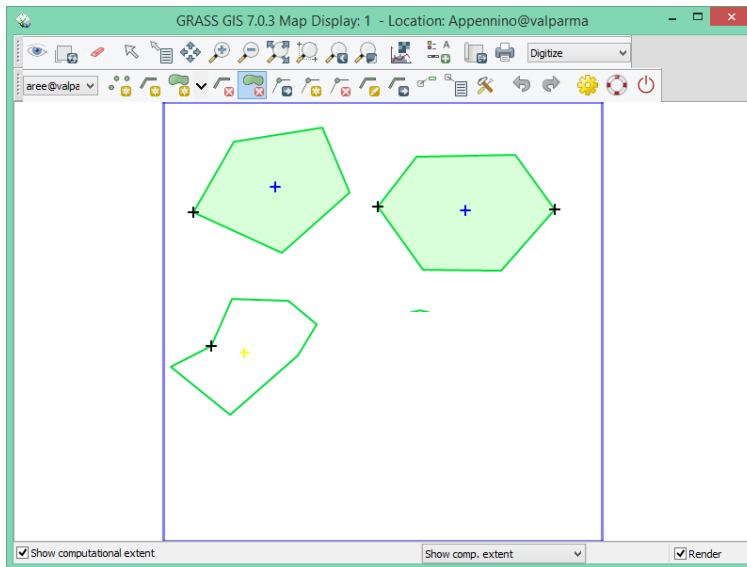 GRASS GIS 7.0.3 Map Display: 1 - Location: Appennino@valparma
Digitize
aree@valpa
Show computational extent
Show comp. extent
Render